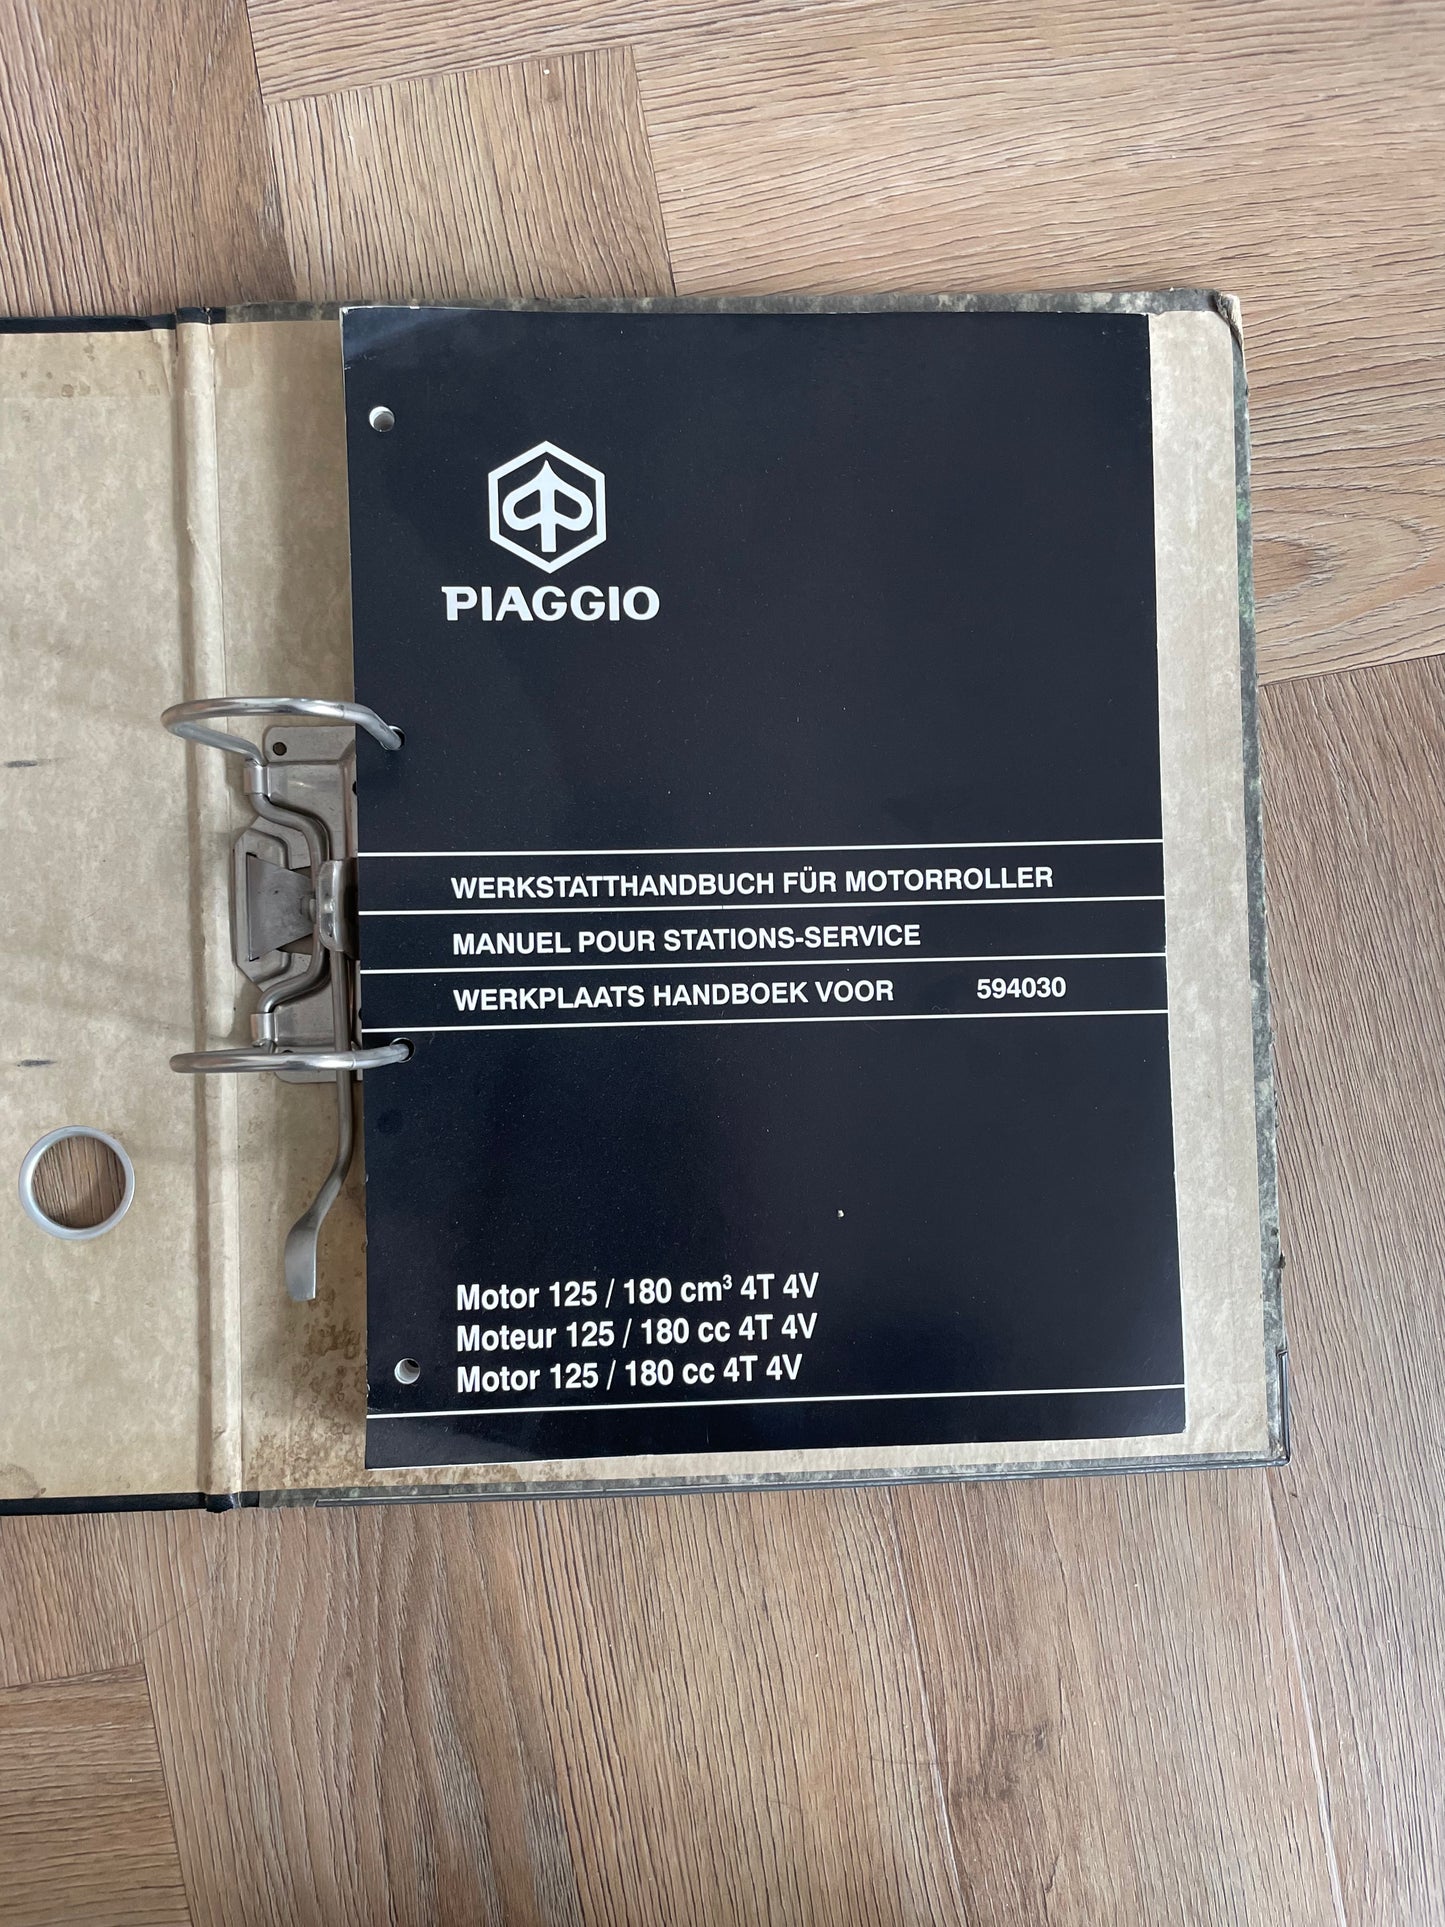 PIAGGIO
WERKSTATTHANDBUCH FÜR MOTORROLLER
MANUEL POUR STATIONS-SERVICE
WERKPLAATS HANDBOEK VOOR 594030
Motor 125 / 180 cm³ 4T 4V
Moteur 125 / 180 cc 4T 4V
Motor 125 / 180 cc 4T 4V